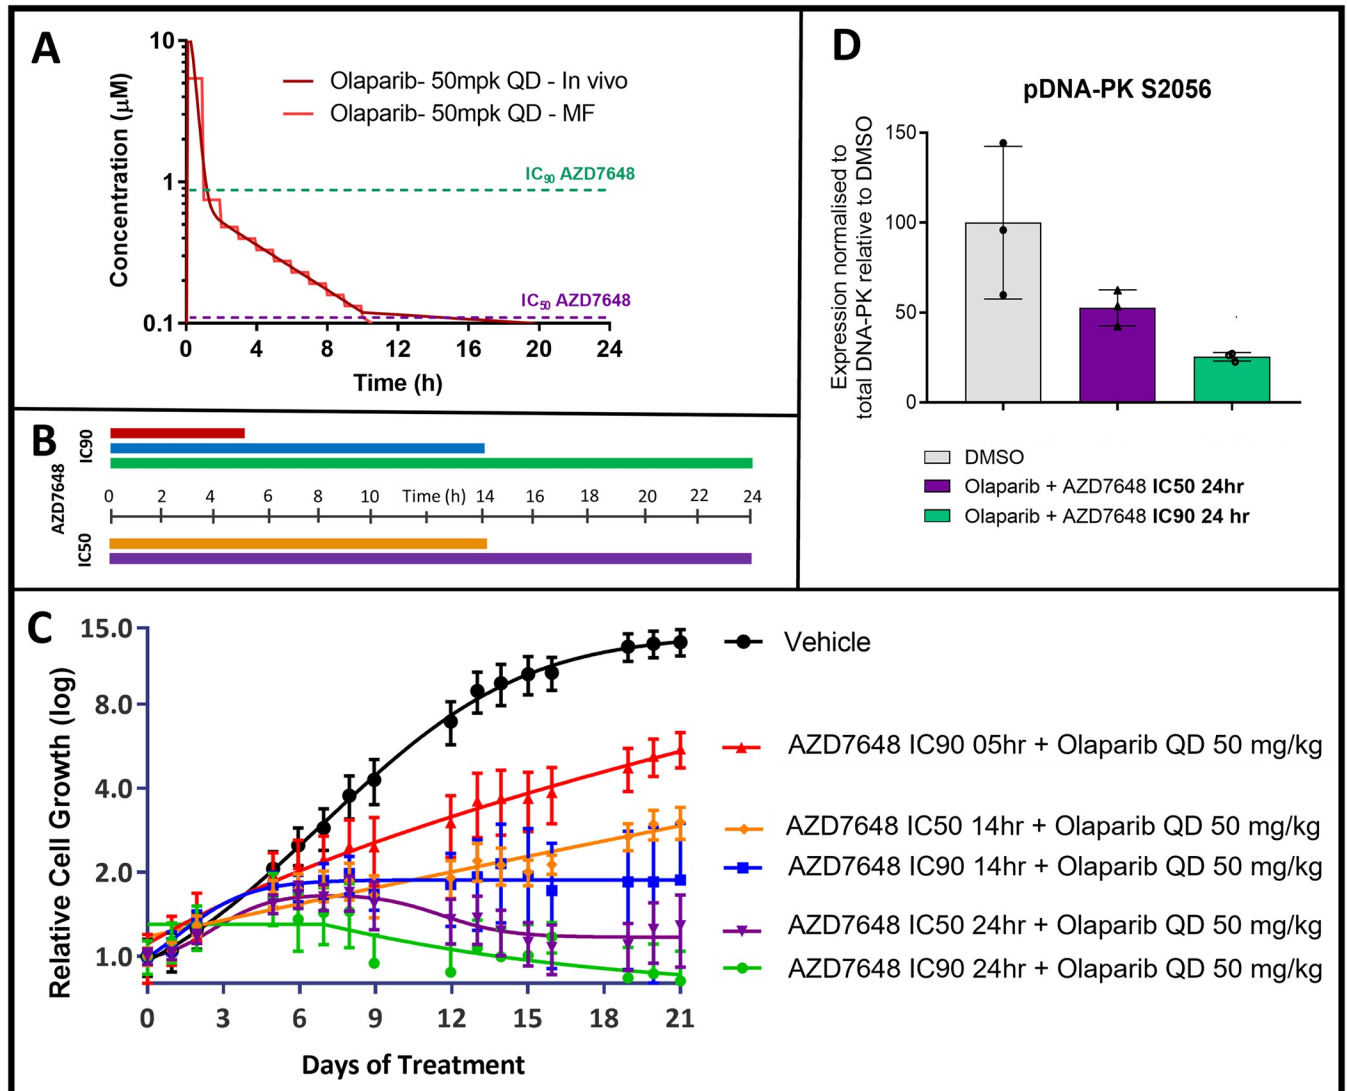 A
10
1
0.1
Concentration (µM)
Olaparib- 50mpk QD - In vivo
Olaparib- 50mpk QD - MF
IC90 AZD7648
IC50 AZD7648
0 4 8 12 16 20 24
Time (h)
B
AZD7648
IC90
0 2 4 6 8 10 Time (h) 14 16 18 20 22 24
IC50
D
pDNA-PK S2056
Expression normalised to
total DNA-PK relative to DMSO
150
100
50
0
DMSO
Olaparib + AZD7648 IC50 24hr
Olaparib + AZD7648 IC90 24 hr
C
Relative Cell Growth (log)
15.0
8.0
4.0
2.0
1.0
0 3 6 9 12 15 18 21
Days of Treatment
Vehicle
AZD7648 IC90 05hr + Olaparib QD 50 mg/kg
AZD7648 IC50 14hr + Olaparib QD 50 mg/kg
AZD7648 IC90 14hr + Olaparib QD 50 mg/kg
AZD7648 IC50 24hr + Olaparib QD 50 mg/kg
AZD7648 IC90 24hr + Olaparib QD 50 mg/kg